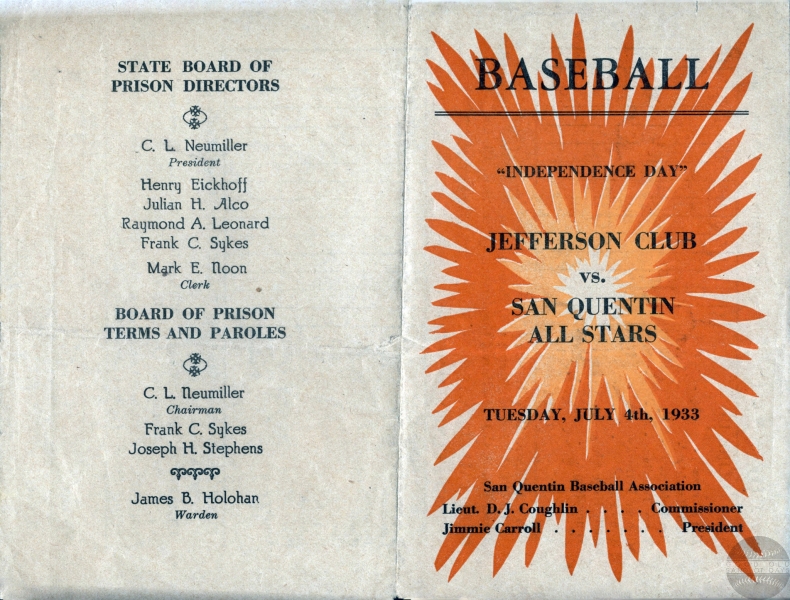 STATE BOARD OF
PRISON DIRECTORS
C. L. Neumiller
President
Henry Eickhoff
Julian H. Alco
Raymond A. Leonard
Frank C. Sykes
Mark E. Noon
Clerk
BOARD OF PRISON
TERMS AND PAROLES
C. L. Neumiller
Chairman
Frank C. Sykes
Joseph H. Stephens
James B. Holohan
Warden
BASEBALL
"INDEPENDENCE DAY"
JEFFERSON CLUB
vs.
SAN QUENTIN
ALL STARS
TUESDAY, JULY 4th, 1933
San Quentin Baseball Association
Lieut. D. J. Coughlin . . . . Commissioner
Jimmie Carroll . . . . . . . President